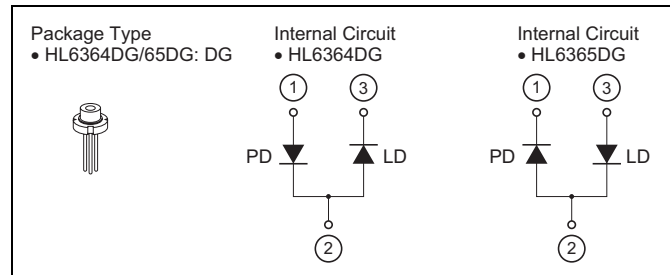 Package Type
• HL6364DG/65DG: DG
Internal Circuit
• HL6364DG
1 3
PD LD
2
Internal Circuit
• HL6365DG
1 3
PD LD
2